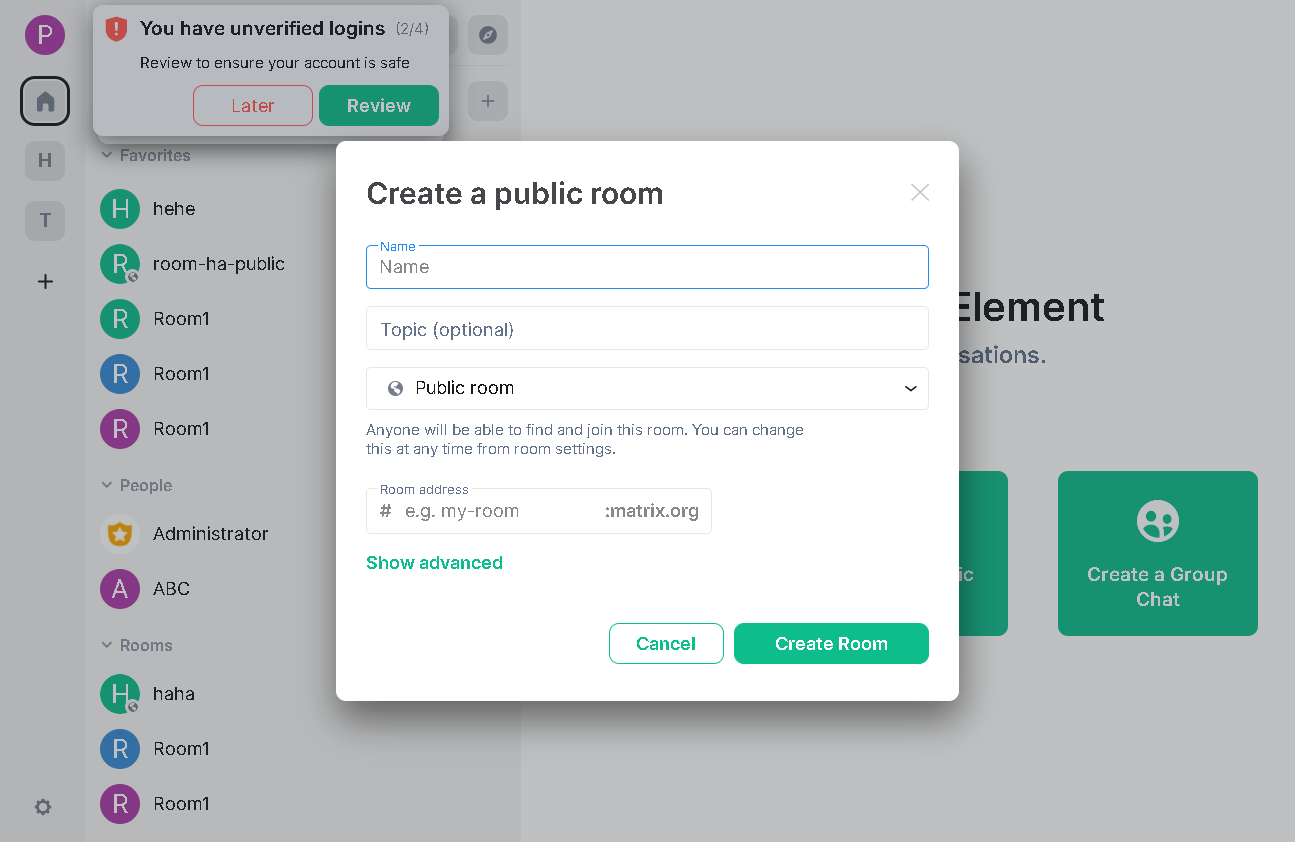 P
You have unverified logins (2/4)
Review to ensure your account is safe
Later
Review
H
T
Favorites
H hehe
R room-ha-public
R Room1
R Room1
R Room1
People
Administrator
A ABC
Rooms
H haha
R Room1
R Room1
Create a public room
Name
Name
Topic (optional)
Public room
Anyone will be able to find and join this room. You can change
this at any time from room settings.
Room address
# e.g. my-room :matrix.org
Show advanced
Cancel
Create Room
Element
sations.
ic
Create a Group
Chat